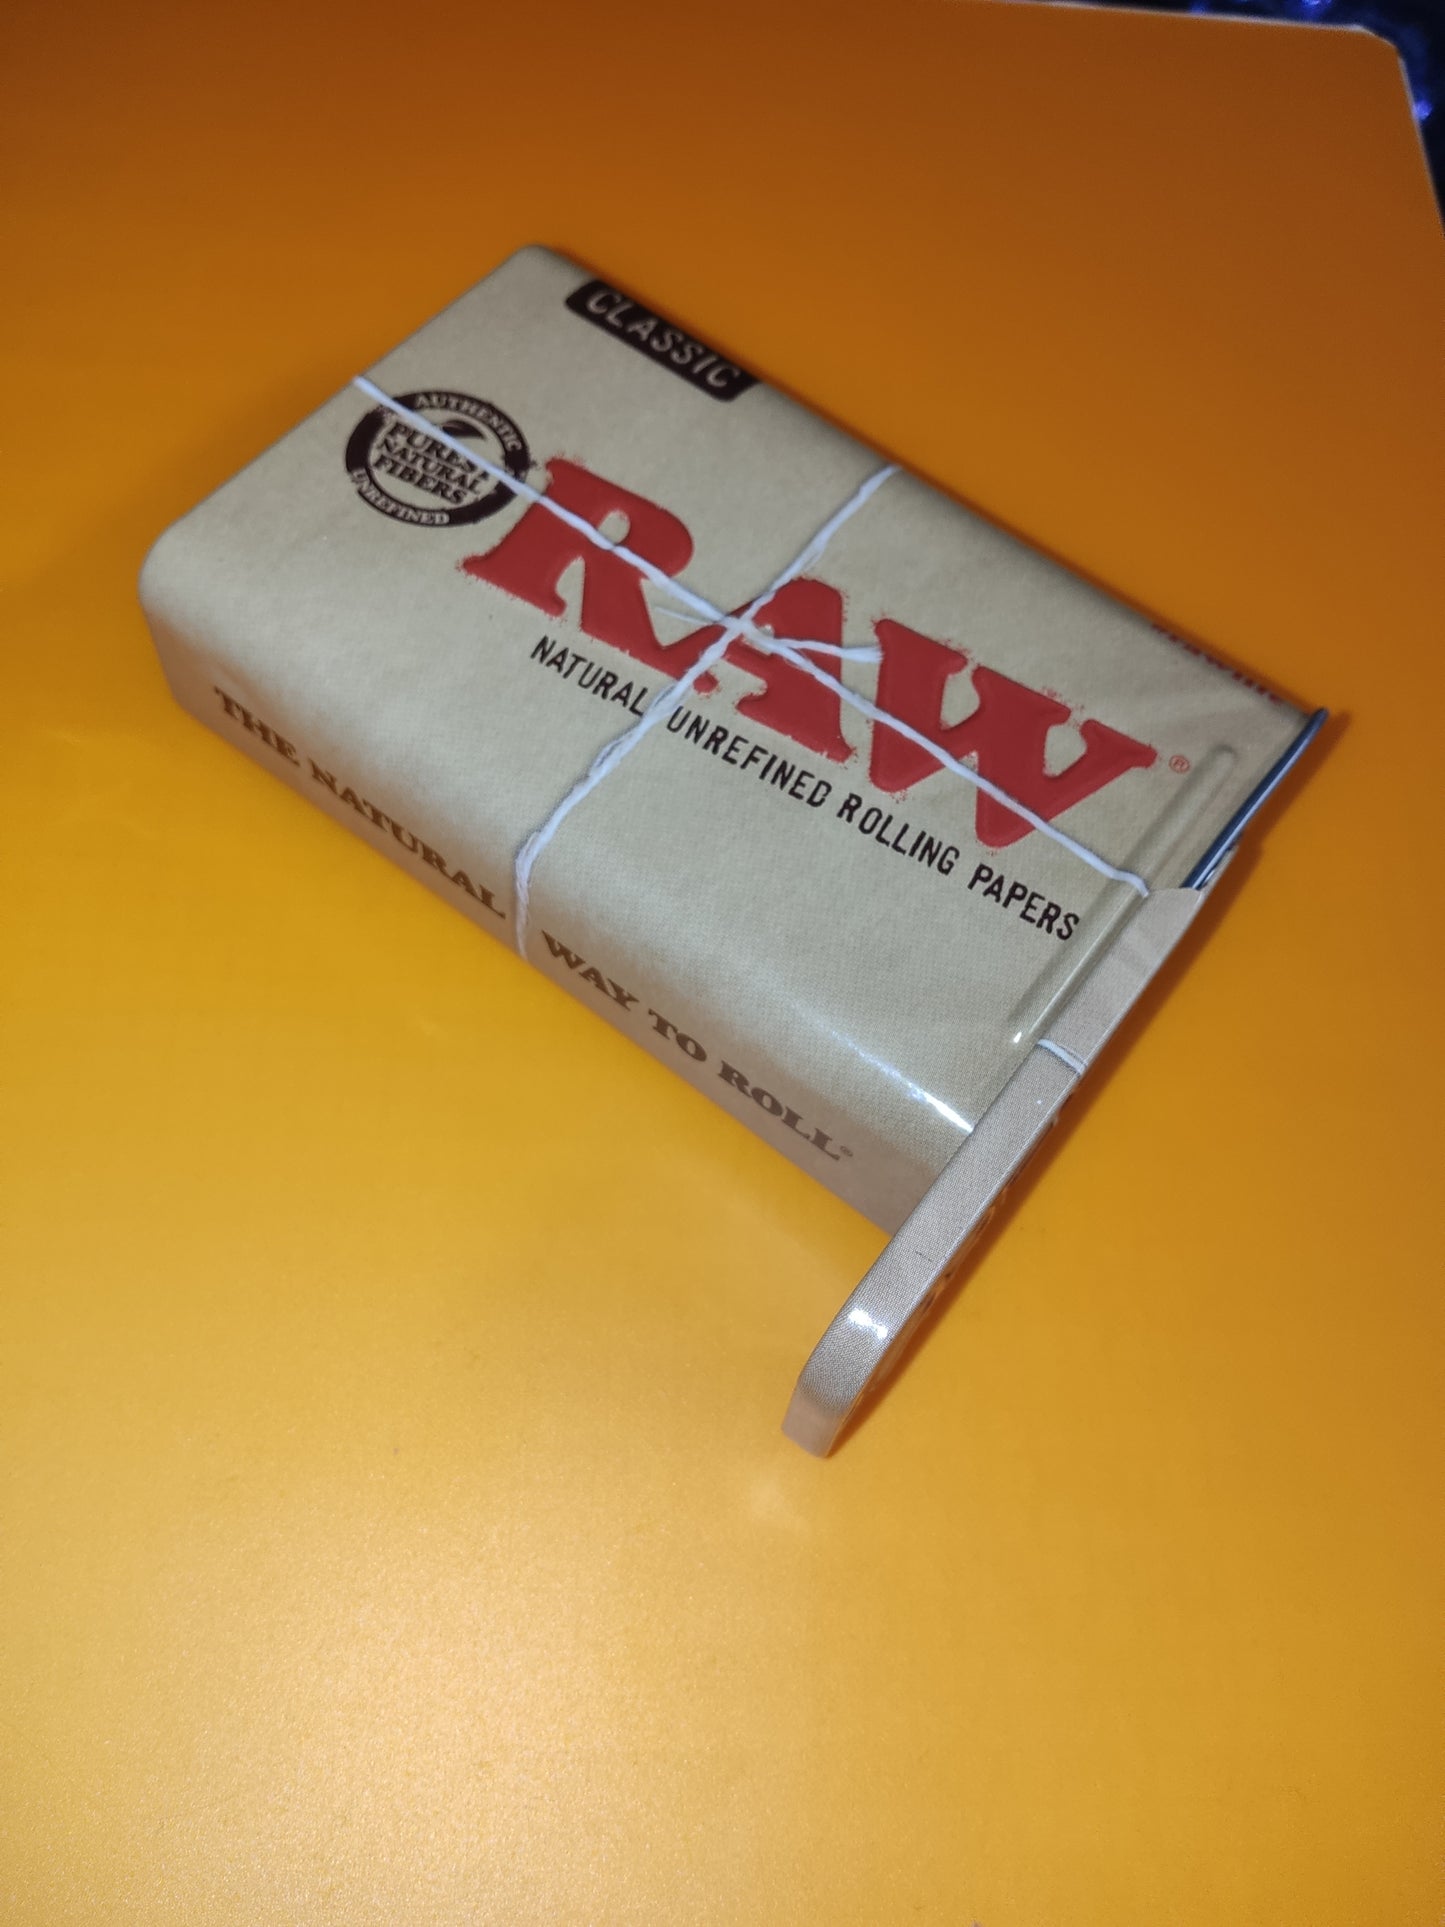 CLASSIC
AUTHENTIC
PUREST
NATURAL
FIBERS
UNREFINED
RAW®
NATURAL UNREFINED ROLLING PAPERS
THE NATURAL WAY TO ROLL®